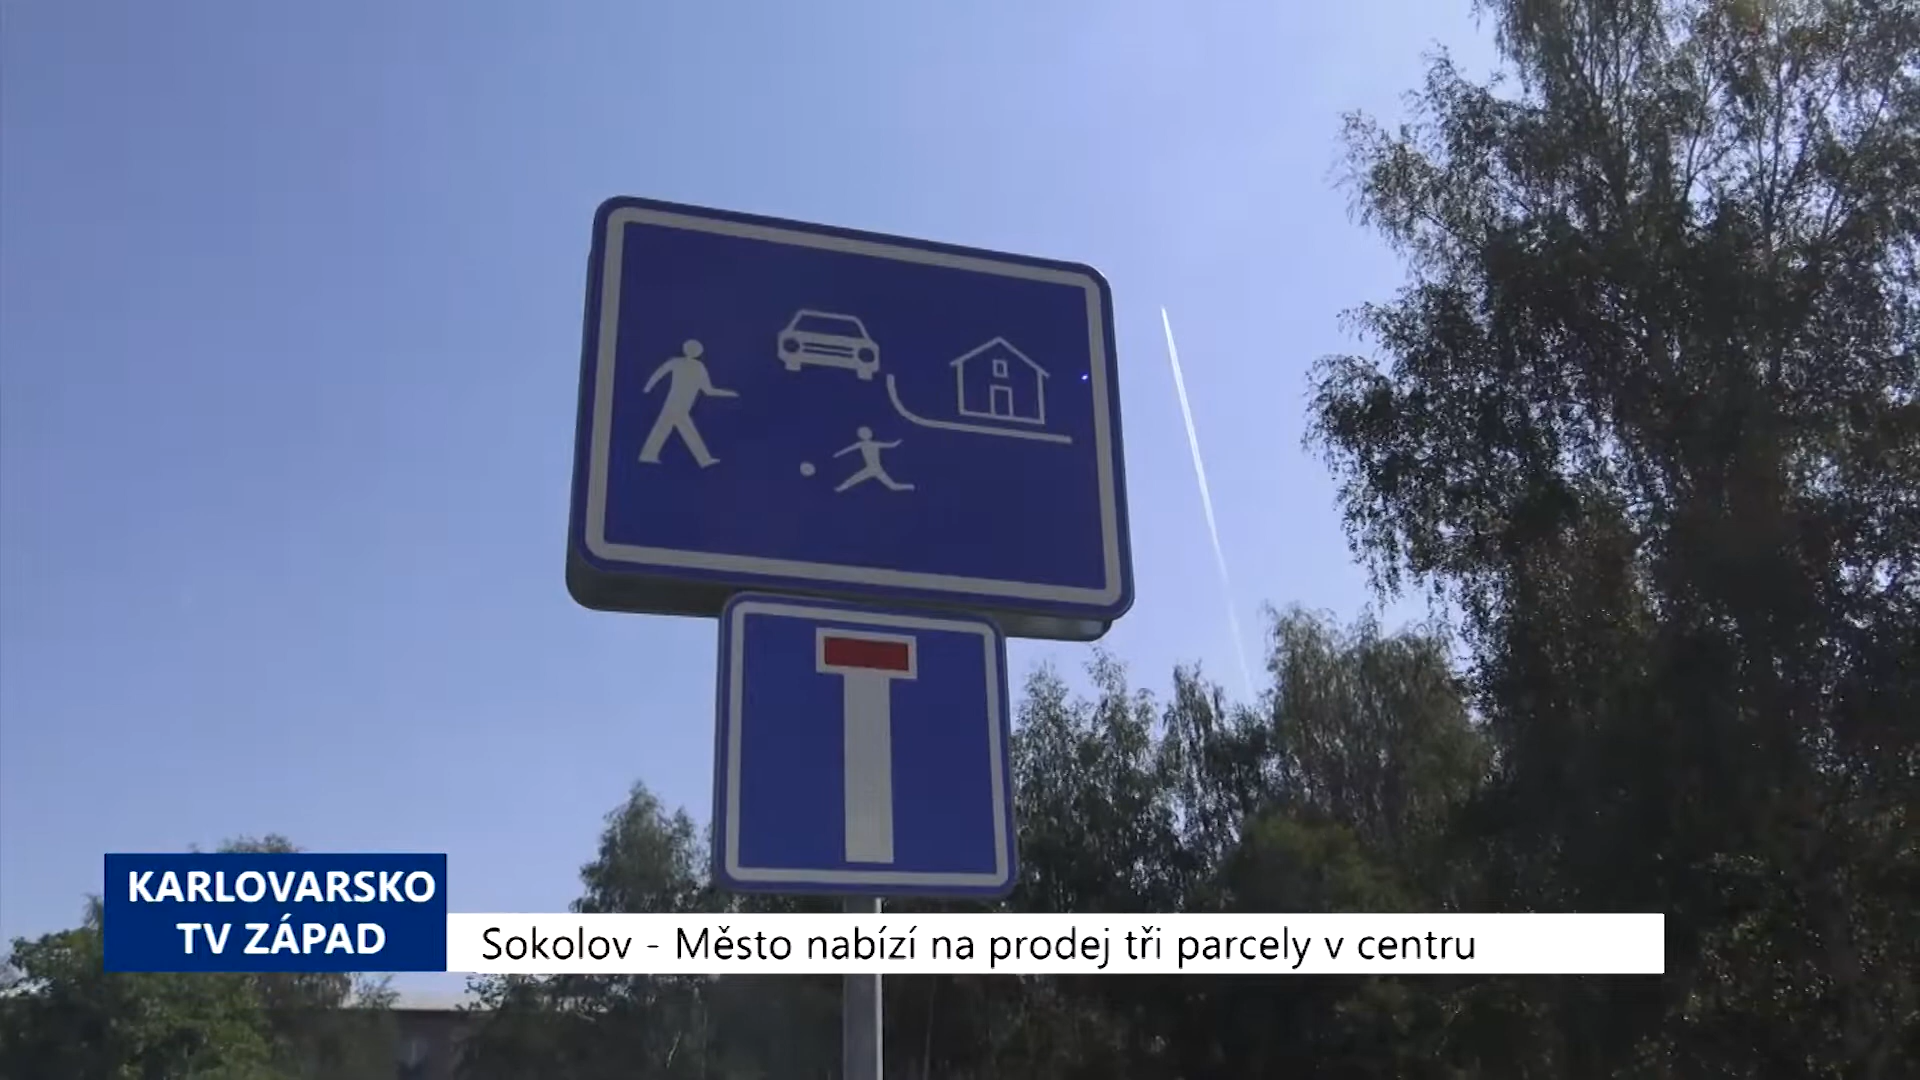 KARLOVARSKO
TV ZÁPAD
Sokolov - Město nabízí na prodej tři parcely v centru